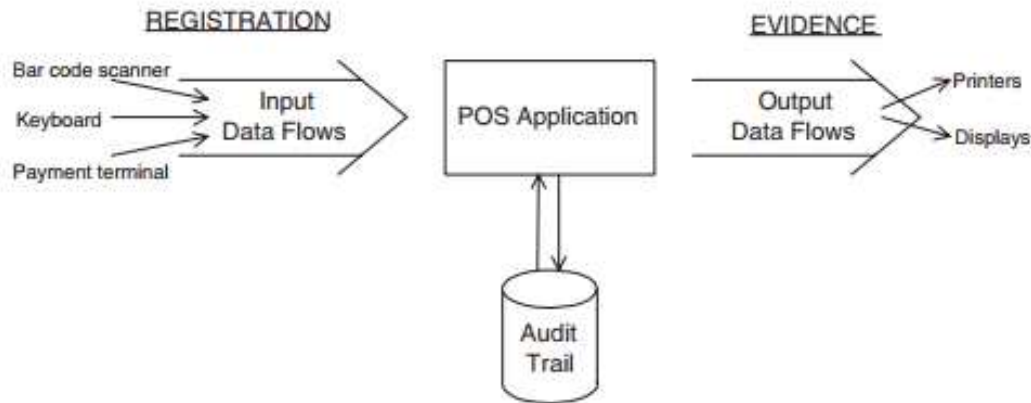 REGISTRATION
EVIDENCE
Bar code scanner
Keyboard
Payment terminal
Input
Data Flows
POS Application
Output
Data Flows
Printers
Displays
Audit
Trail